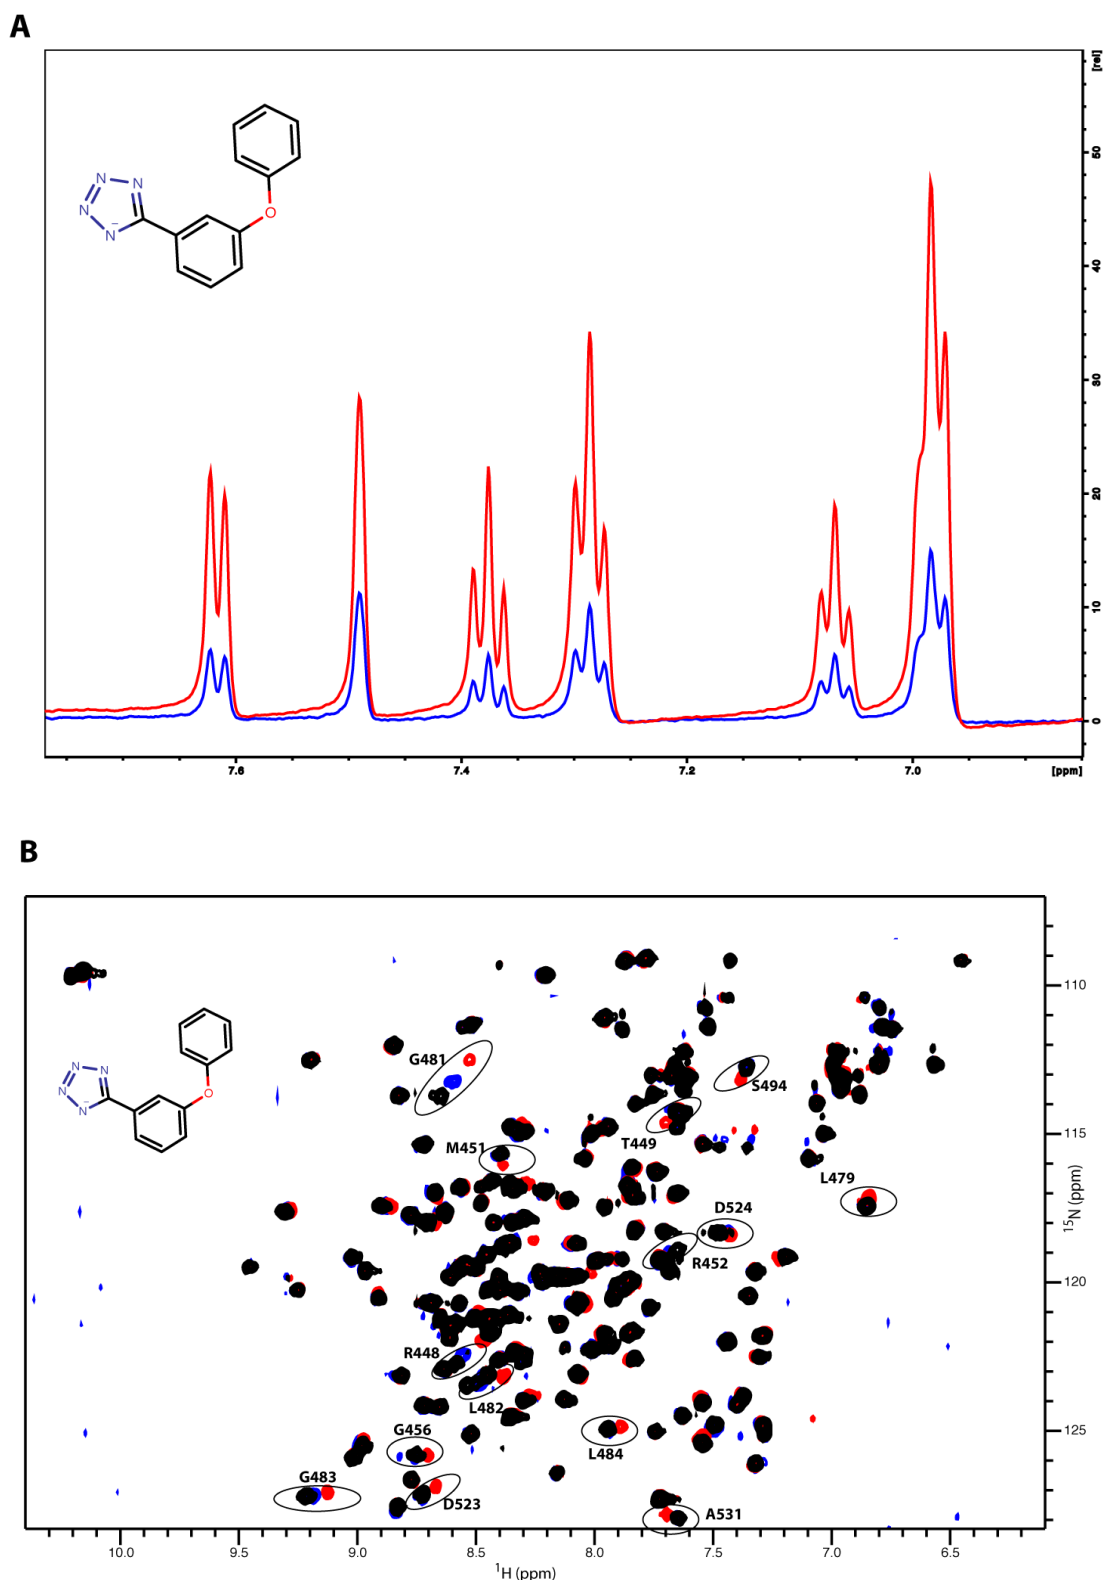 A
[rel]
50
40
30
20
10
0
N
N
N
N
N
–
O
7.6
7.4
7.2
7.0
[ppm]
B
N
N
N
N
–
O
G481
S494
T449
M451
L479
D524
R452
R448
L482
G456
L484
G483
D523
A531
110
115
120
125
15N (ppm)
10.0
9.5
9.0
8.5
8.0
7.5
7.0
6.5
1H (ppm)